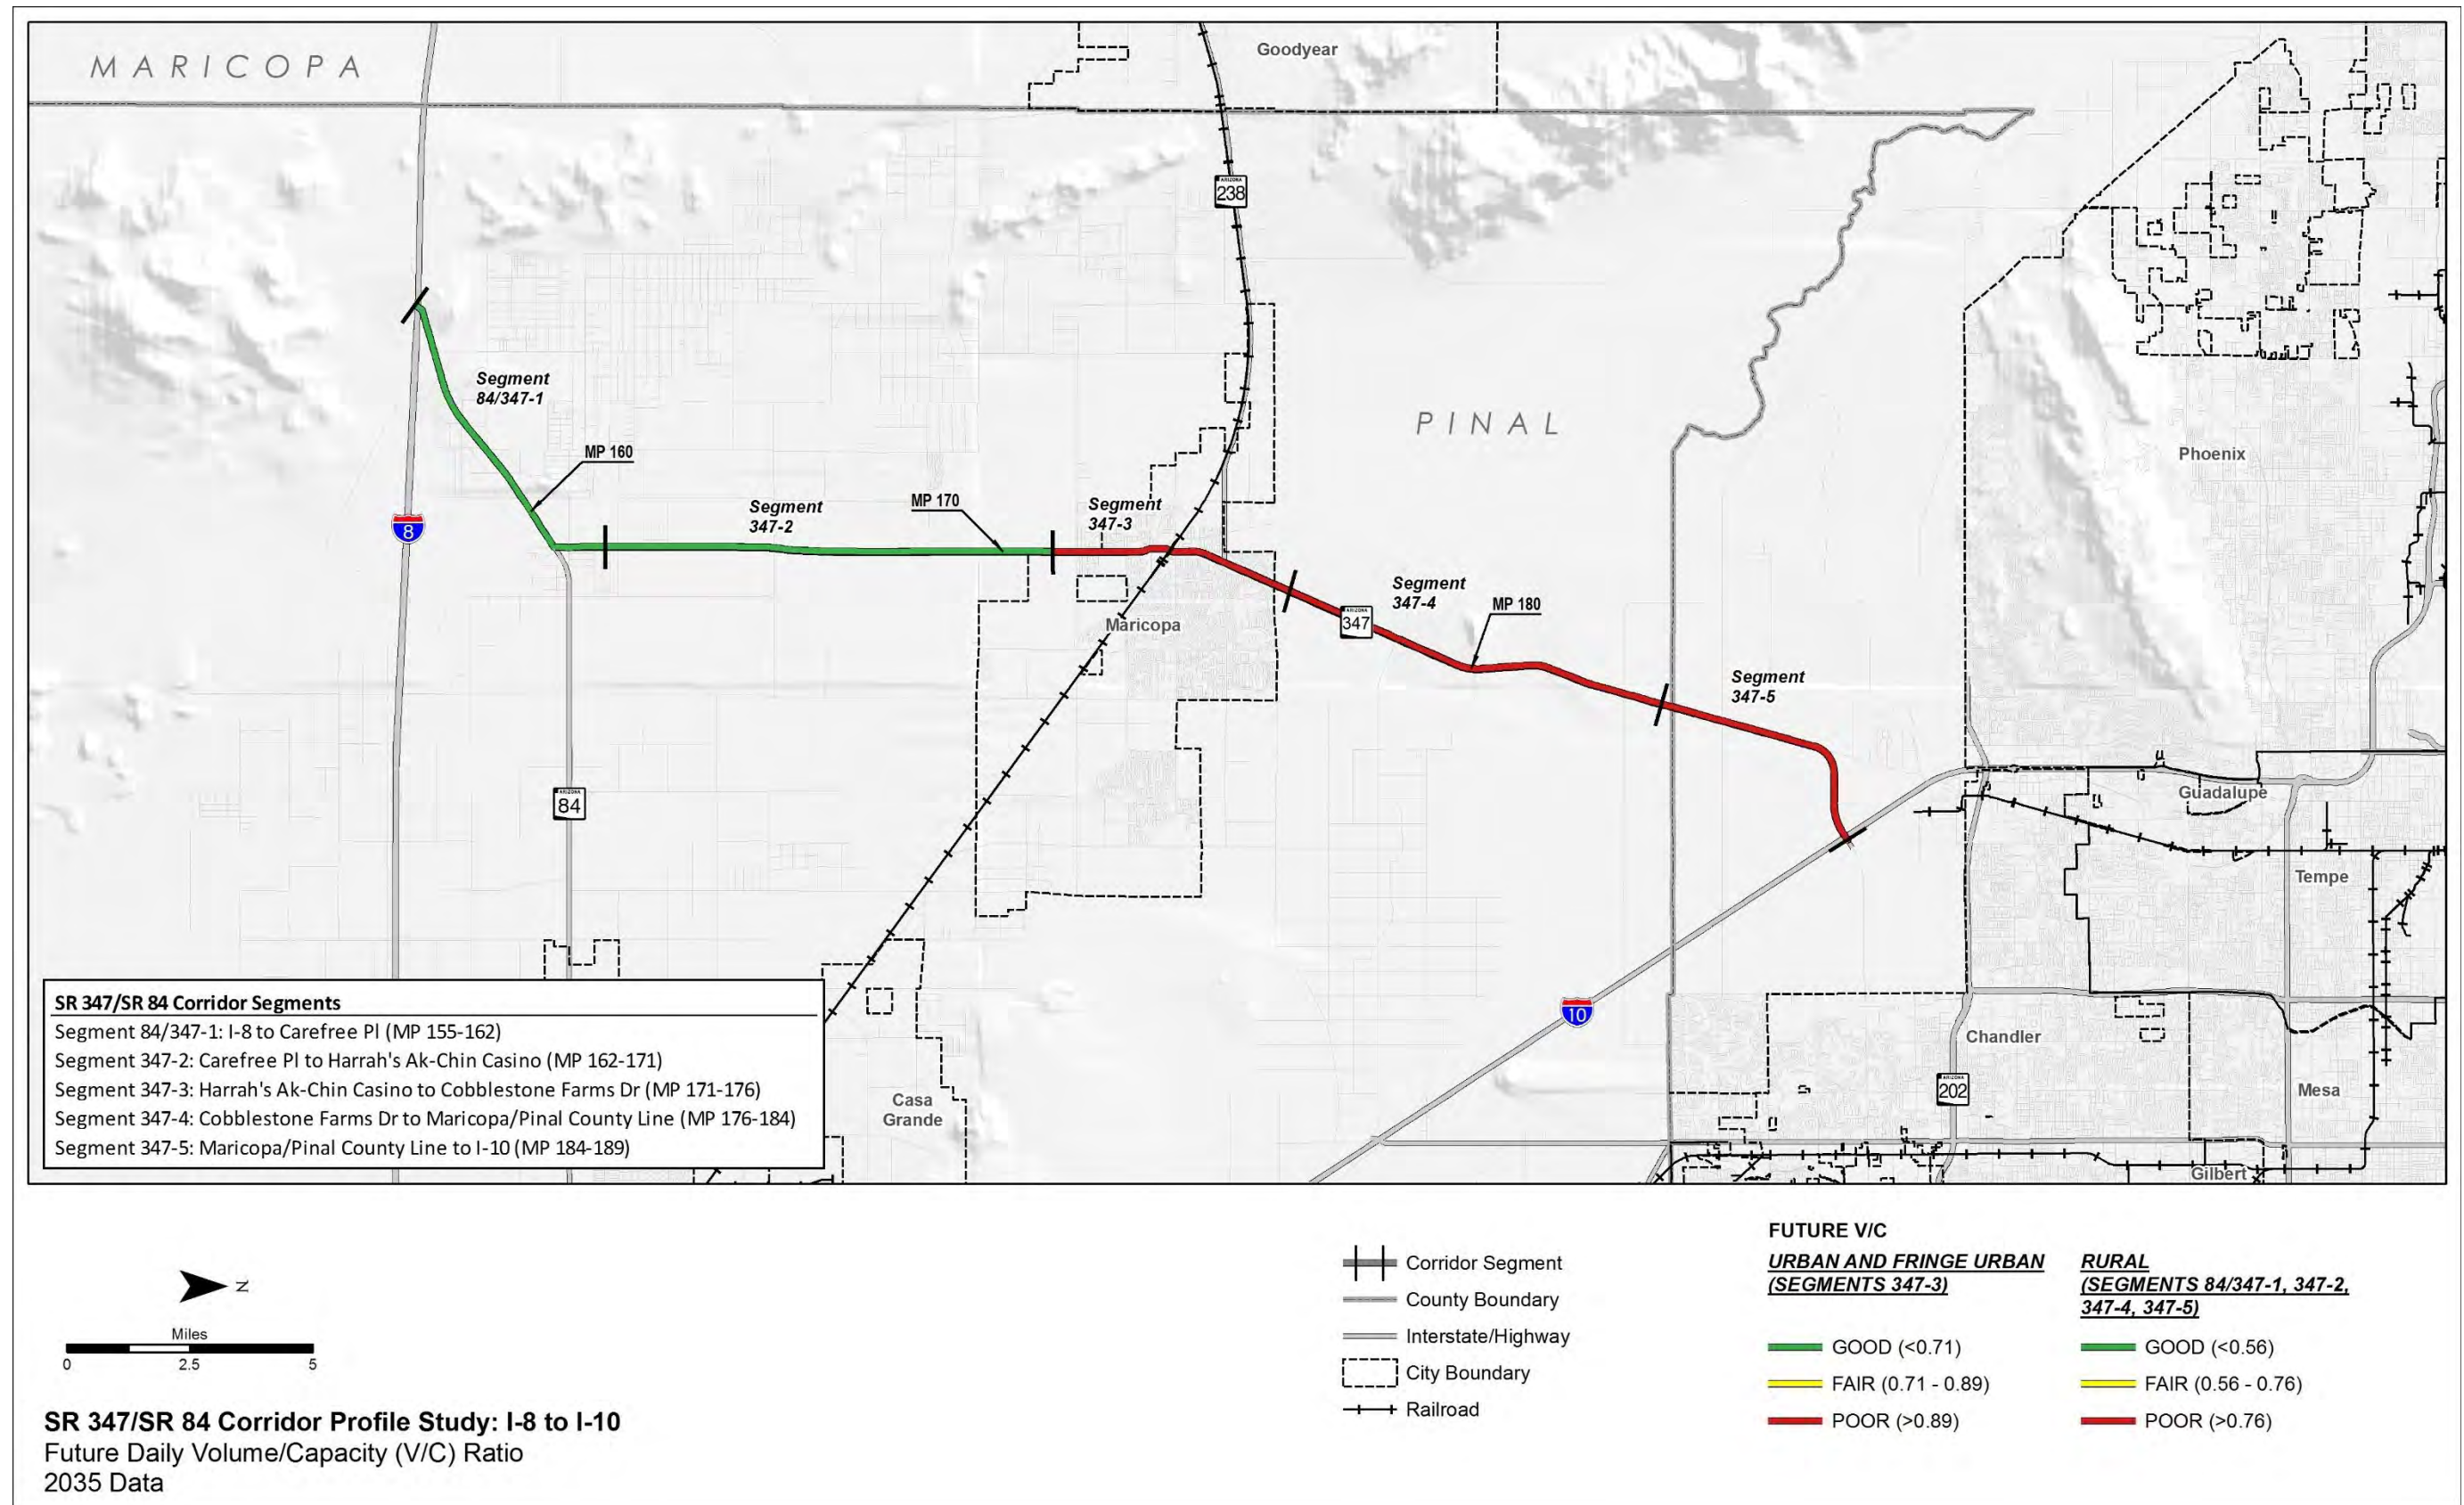 MARICOPA
Goodyear
ARIZONA
238
Segment
84/347-1
PINAL
Phoenix
MP 160
Segment
347-2
MP 170
Segment
347-3
8
Segment
347-4
MP 180
ARIZONA
347
Maricopa
Segment
347-5
ARIZONA
84
Guadalupe
Tempe
10
Chandler
ARIZONA
202
Mesa
Casa
Grande
Gilbert
SR 347/SR 84 Corridor Segments
Segment 84/347-1: I-8 to Carefree Pl (MP 155-162)
Segment 347-2: Carefree Pl to Harrah's Ak-Chin Casino (MP 162-171)
Segment 347-3: Harrah's Ak-Chin Casino to Cobblestone Farms Dr (MP 171-176)
Segment 347-4: Cobblestone Farms Dr to Maricopa/Pinal County Line (MP 176-184)
Segment 347-5: Maricopa/Pinal County Line to I-10 (MP 184-189)
N
Miles
0 2.5 5
SR 347/SR 84 Corridor Profile Study: I-8 to I-10
Future Daily Volume/Capacity (V/C) Ratio
2035 Data
Corridor Segment
County Boundary
Interstate/Highway
City Boundary
Railroad
FUTURE V/C
URBAN AND FRINGE URBAN
(SEGMENTS 347-3)
GOOD (<0.71)
FAIR (0.71 - 0.89)
POOR (>0.89)
RURAL
(SEGMENTS 84/347-1, 347-2,
347-4, 347-5)
GOOD (<0.56)
FAIR (0.56 - 0.76)
POOR (>0.76)